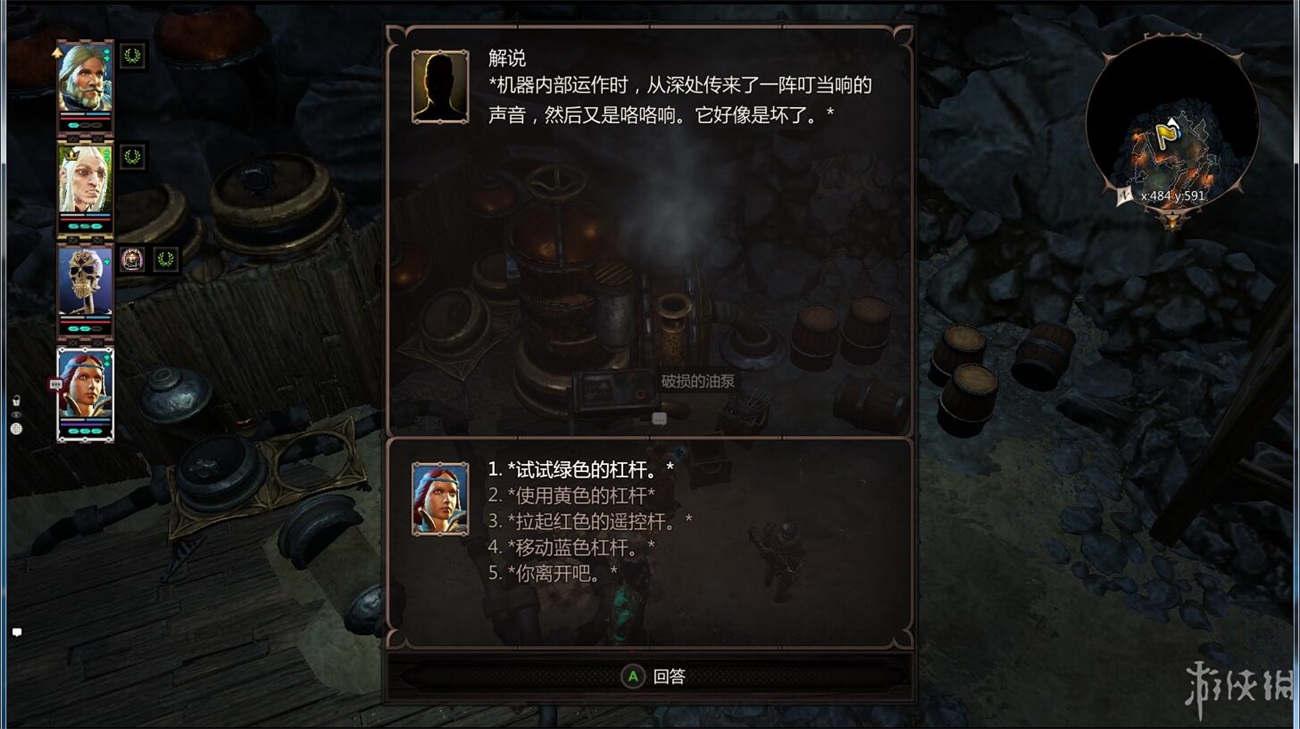 解说
*机器内部运作时，从深处传来了一阵叮当响的
声音，然后又是咯咯响。它好像是坏了。*
x:484 y:591
破损的油泵
1. *试试绿色的杠杆。*
2. *使用黄色的杠杆*
3. *拉起红色的遥控杆。*
4. *移动蓝色杠杆。*
5. *你离开吧。*
A 回答
游侠網